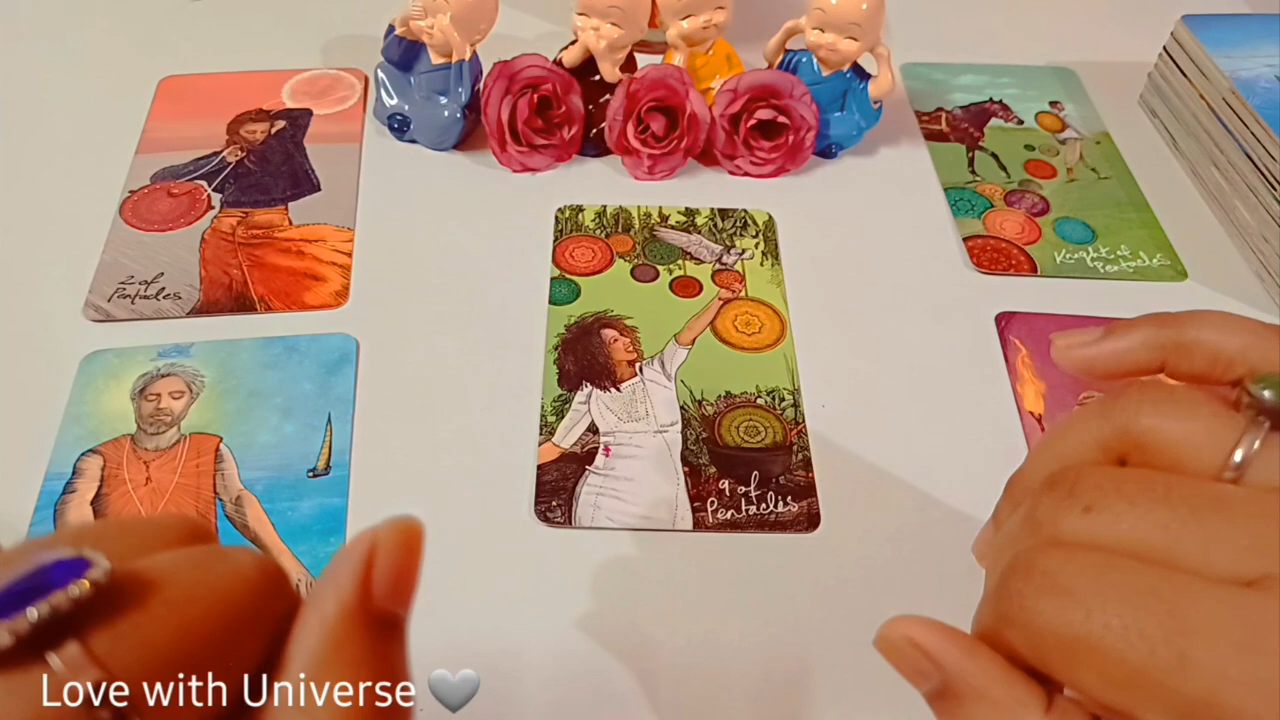 2 of
Pentacles
Knight of
Pentacles
9 of
Pentacles
Love with Universe 🤍